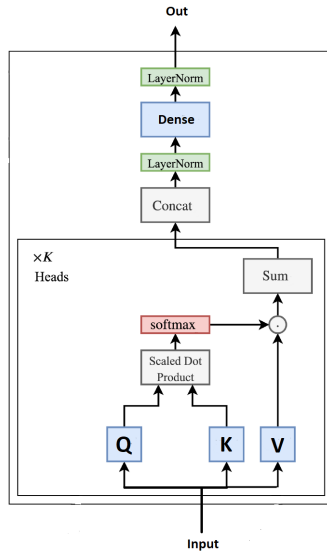 Out
LayerNorm
Dense
LayerNorm
Concat
×K
Heads
Sum
softmax
.
Scaled Dot
Product
Q
K
V
Input